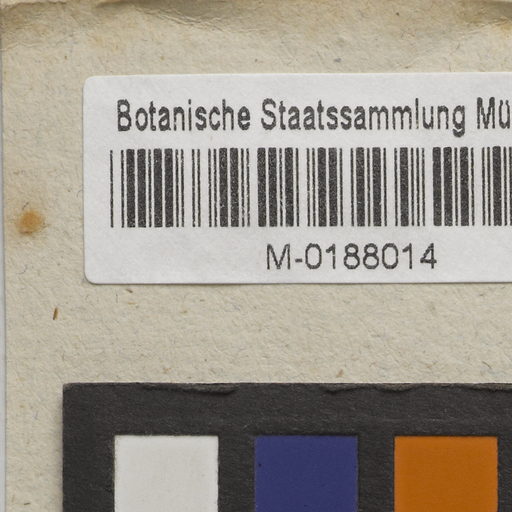 Botanische Staatssammlung Mü
M-0188014